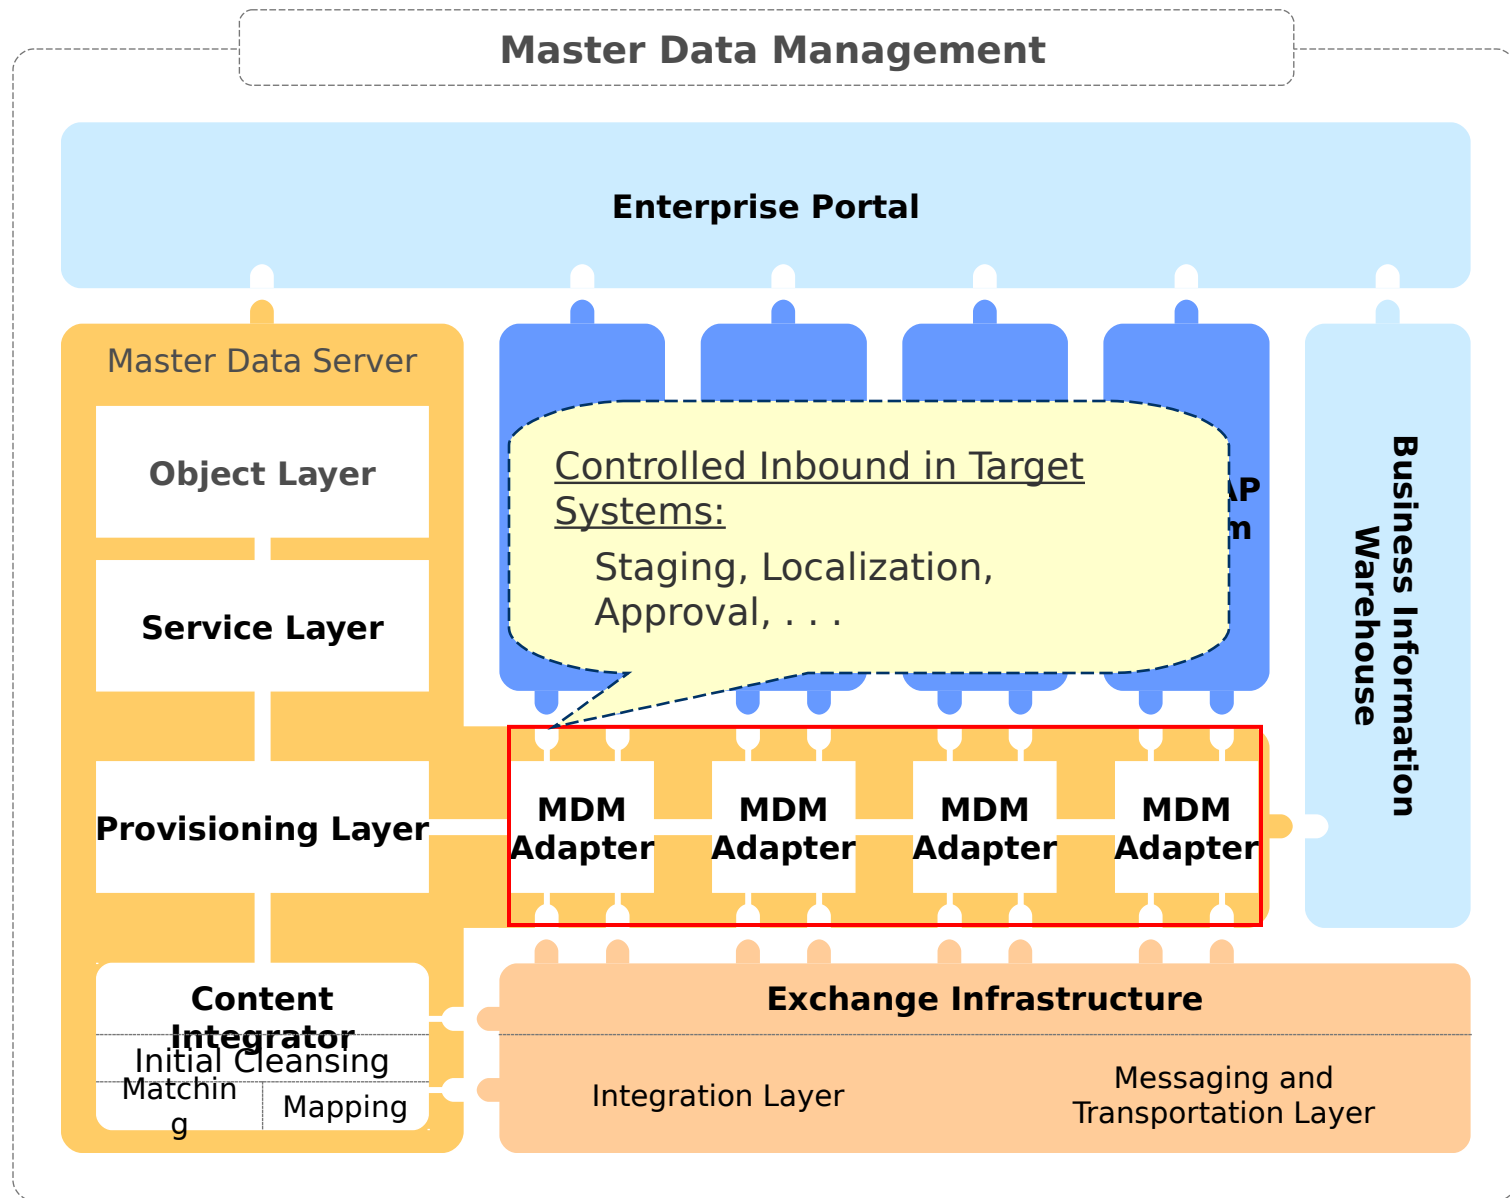 Master Data Management
Enterprise Portal
Master Data Server
Object Layer
Service Layer
Provisioning Layer
Controlled Inbound in Target
Systems:
Staging, Localization,
Approval, . . .
MDM
Adapter
MDM
Adapter
MDM
Adapter
MDM
Adapter
Business Information
Warehouse
Content
Integrator
Initial Cleansing
Matchin
g
Mapping
Exchange Infrastructure
Integration Layer
Messaging and
Transportation Layer